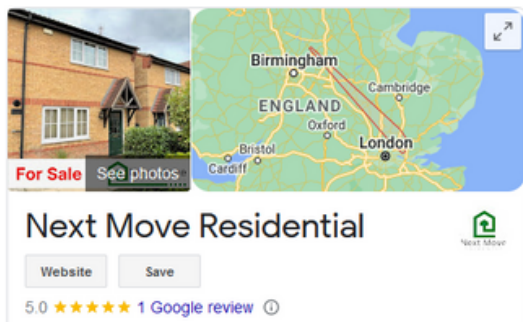 Birmingham
Cambridge
ENGLAND
Oxford
Bristol
London
Cardiff
For Sale See photos
Next Move Residential
Next Move
Website Save
5.0 ★★★★★ 1 Google review ⓘ